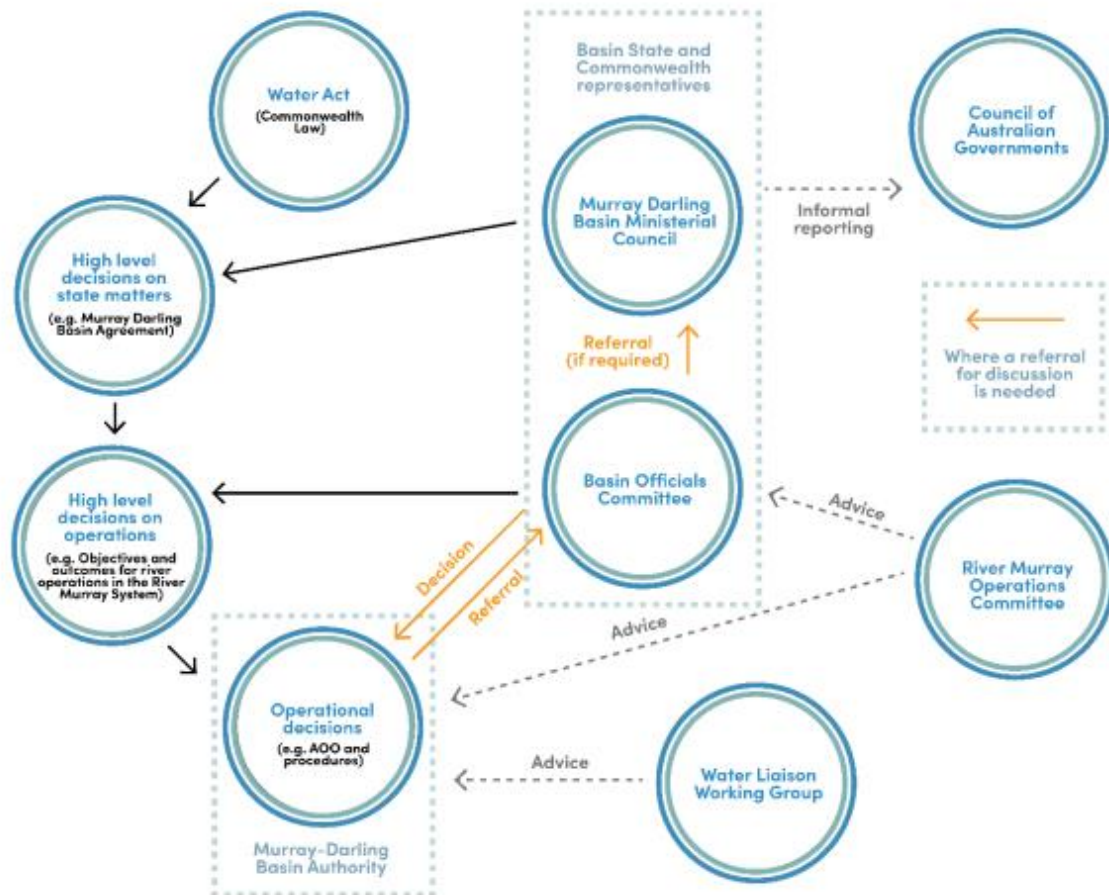 Water Act
(Commonwealth
Law)
Basin State and
Commonwealth
representatives
Council of
Australian
Governments
Murray Darling
Basin Ministerial
Council
Informal
reporting
High level
decisions on
state matters
(e.g. Murray Darling
Basin Agreement)
Referral
(if required)
Where a referral
for discussion
is needed
Basin Officials
Committee
Advice
High level
decisions on
operations
(e.g. Objectives and
outcomes for river
operations in the River
Murray System)
Decision
Referral
River Murray
Operations
Committee
Advice
Operational
decisions
(e.g. AOO and
procedures)
Advice
Water Liaison
Working Group
Murray-Darling
Basin Authority